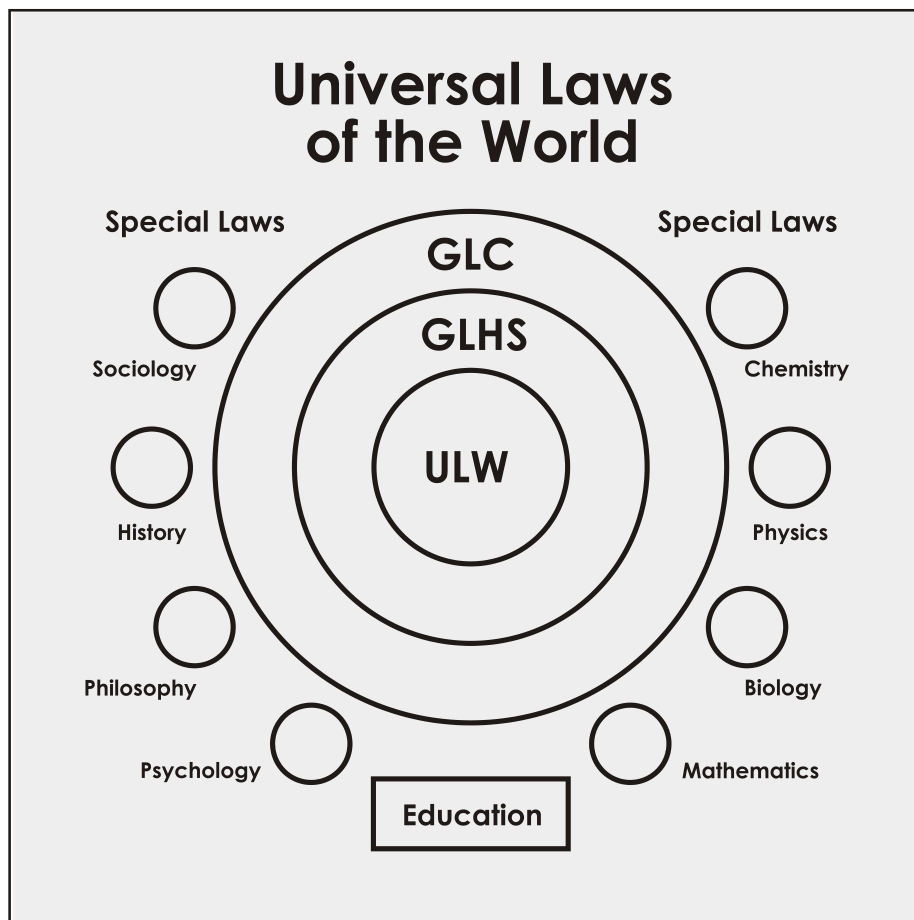 Universal Laws
of the World
Special Laws
Special Laws
GLC
GLHS
Sociology
Chemistry
ULW
History
Physics
Philosophy
Biology
Psychology
Mathematics
Education